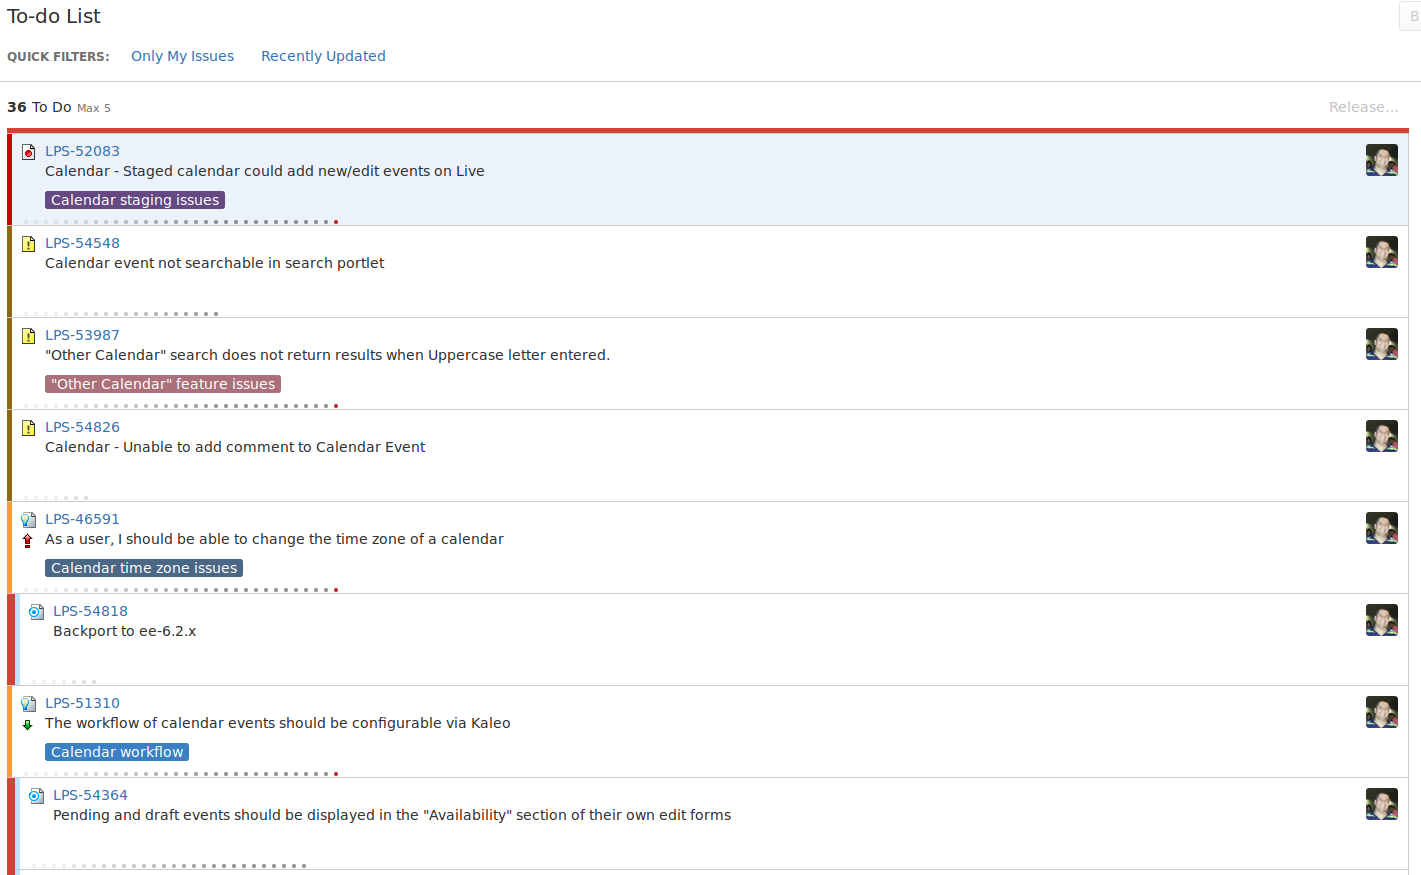 To-do List
B
QUICK FILTERS: Only My Issues Recently Updated
36 To Do Max 5 Release...
LPS-52083
Calendar - Staged calendar could add new/edit events on Live
Calendar staging issues
LPS-54548
Calendar event not searchable in search portlet
LPS-53987
"Other Calendar" search does not return results when Uppercase letter entered.
"Other Calendar" feature issues
LPS-54826
Calendar - Unable to add comment to Calendar Event
LPS-46591
As a user, I should be able to change the time zone of a calendar
Calendar time zone issues
LPS-54818
Backport to ee-6.2.x
LPS-51310
The workflow of calendar events should be configurable via Kaleo
Calendar workflow
LPS-54364
Pending and draft events should be displayed in the "Availability" section of their own edit forms